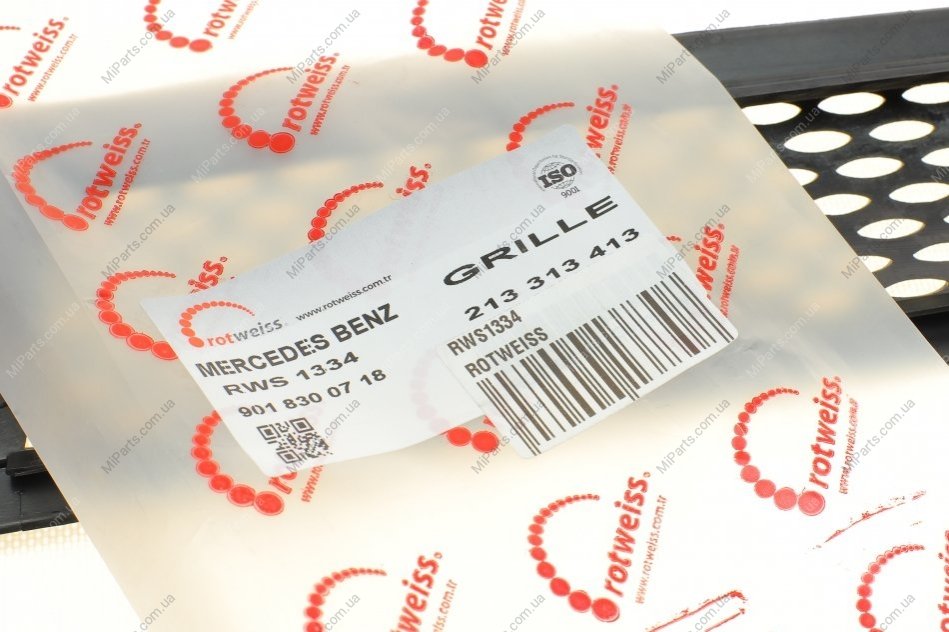 rotweiss®
www.rotweiss.com.tr
MERCEDES BENZ
RWS 1334
901 830 07 18
ISO
9001
GRILLE
213 313 413
RWS1334
ROTWEISS
rotweiss.
www.rotweiss.com.tr
MiParts.com.ua